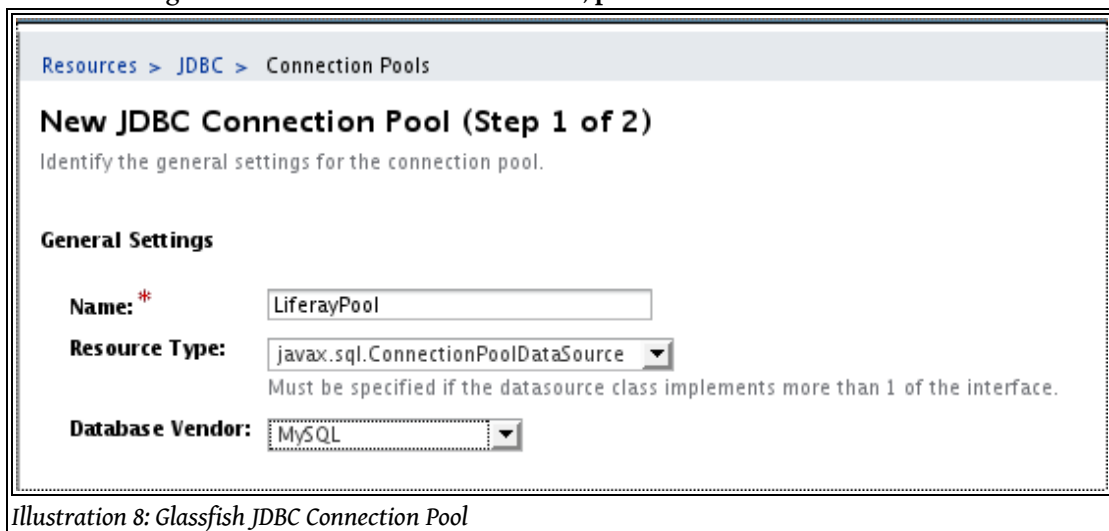 Resources > JDBC > Connection Pools
New JDBC Connection Pool (Step 1 of 2)
Identify the general settings for the connection pool.
General Settings
Name: * LiferayPool
Resource Type: javax.sql.ConnectionPoolDataSource
Must be specified if the datasource class implements more than 1 of the interface.
Database Vendor: MySQL
Illustration 8: Glassfish JDBC Connection Pool